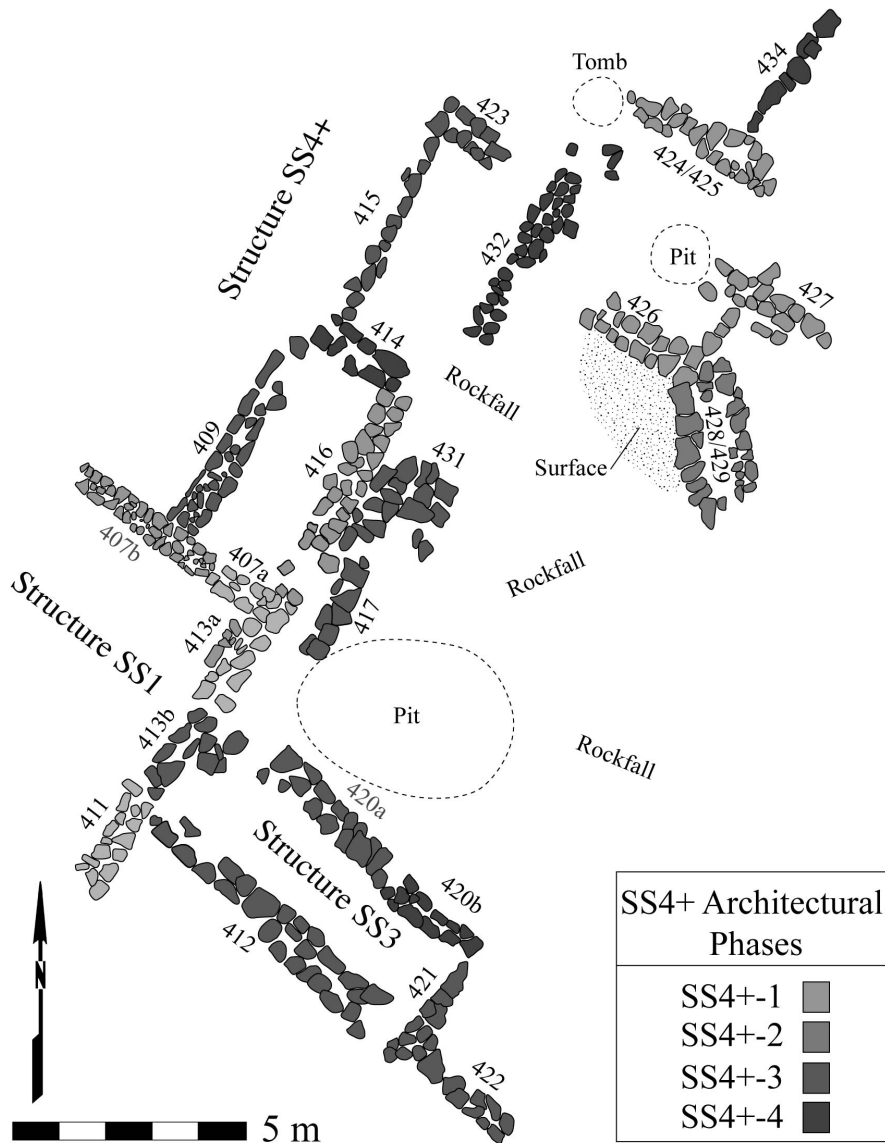 434
Tomb
423
424/425
Structure SS4+
415
432
Pit
427
426
414
Rockfall
409
416
431
428/429
Surface
407b
407a
Rockfall
417
Structure SS1
413a
Pit
413b
Rockfall
420a
411
Structure SS3
420b
412
421
422
N
5 m
SS4+ Architectural
Phases
SS4+-1
SS4+-2
SS4+-3
SS4+-4